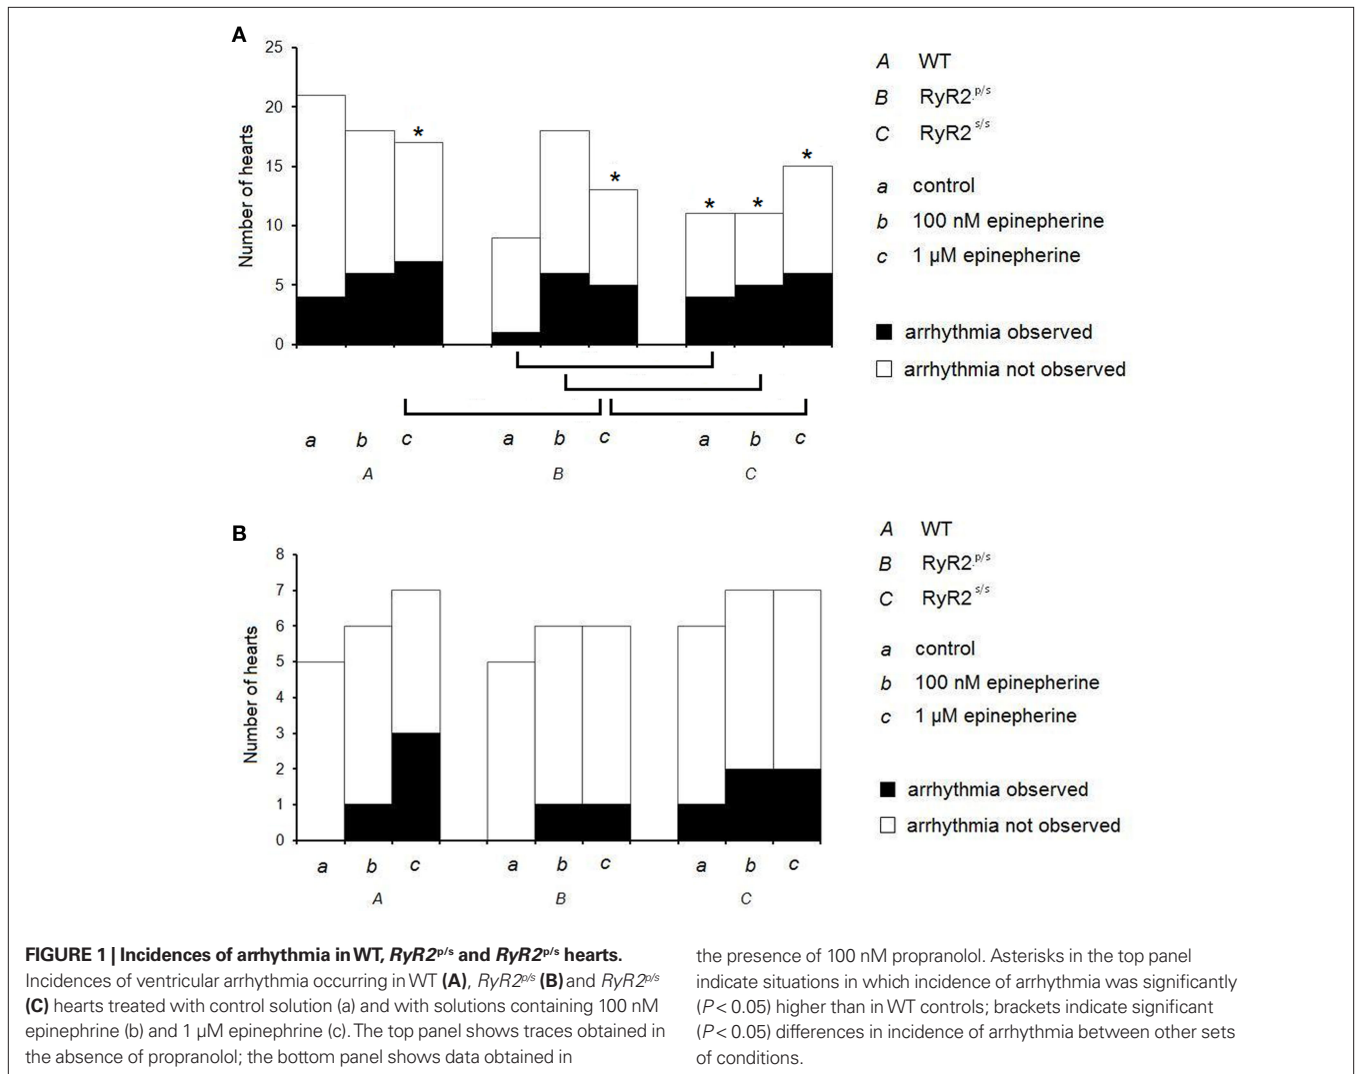 A
25
20
15
10
5
0
Number of hearts
* * * * *
a b c a b c a b c
A B C
A WT
B RyR2 p/s
C RyR2 s/s
a control
b 100 nM epinepherine
c 1 µM epinepherine
arrhythmia observed
arrhythmia not observed
B
8
7
6
5
4
3
2
1
0
Number of hearts
a b c a b c a b c
A B C
A WT
B RyR2 p/s
C RyR2 s/s
a control
b 100 nM epinepherine
c 1 µM epinepherine
arrhythmia observed
arrhythmia not observed
FIGURE 1 | Incidences of arrhythmia in WT, RyR2p/s and RyR2p/s hearts.
Incidences of ventricular arrhythmia occurring in WT (A), RyR2p/s (B) and RyR2p/s
(C) hearts treated with control solution (a) and with solutions containing 100 nM
epinephrine (b) and 1 µM epinephrine (c). The top panel shows traces obtained in
the absence of propranolol; the bottom panel shows data obtained in
the presence of 100 nM propranolol. Asterisks in the top panel
indicate situations in which incidence of arrhythmia was significantly
(P < 0.05) higher than in WT controls; brackets indicate significant
(P < 0.05) differences in incidence of arrhythmia between other sets
of conditions.